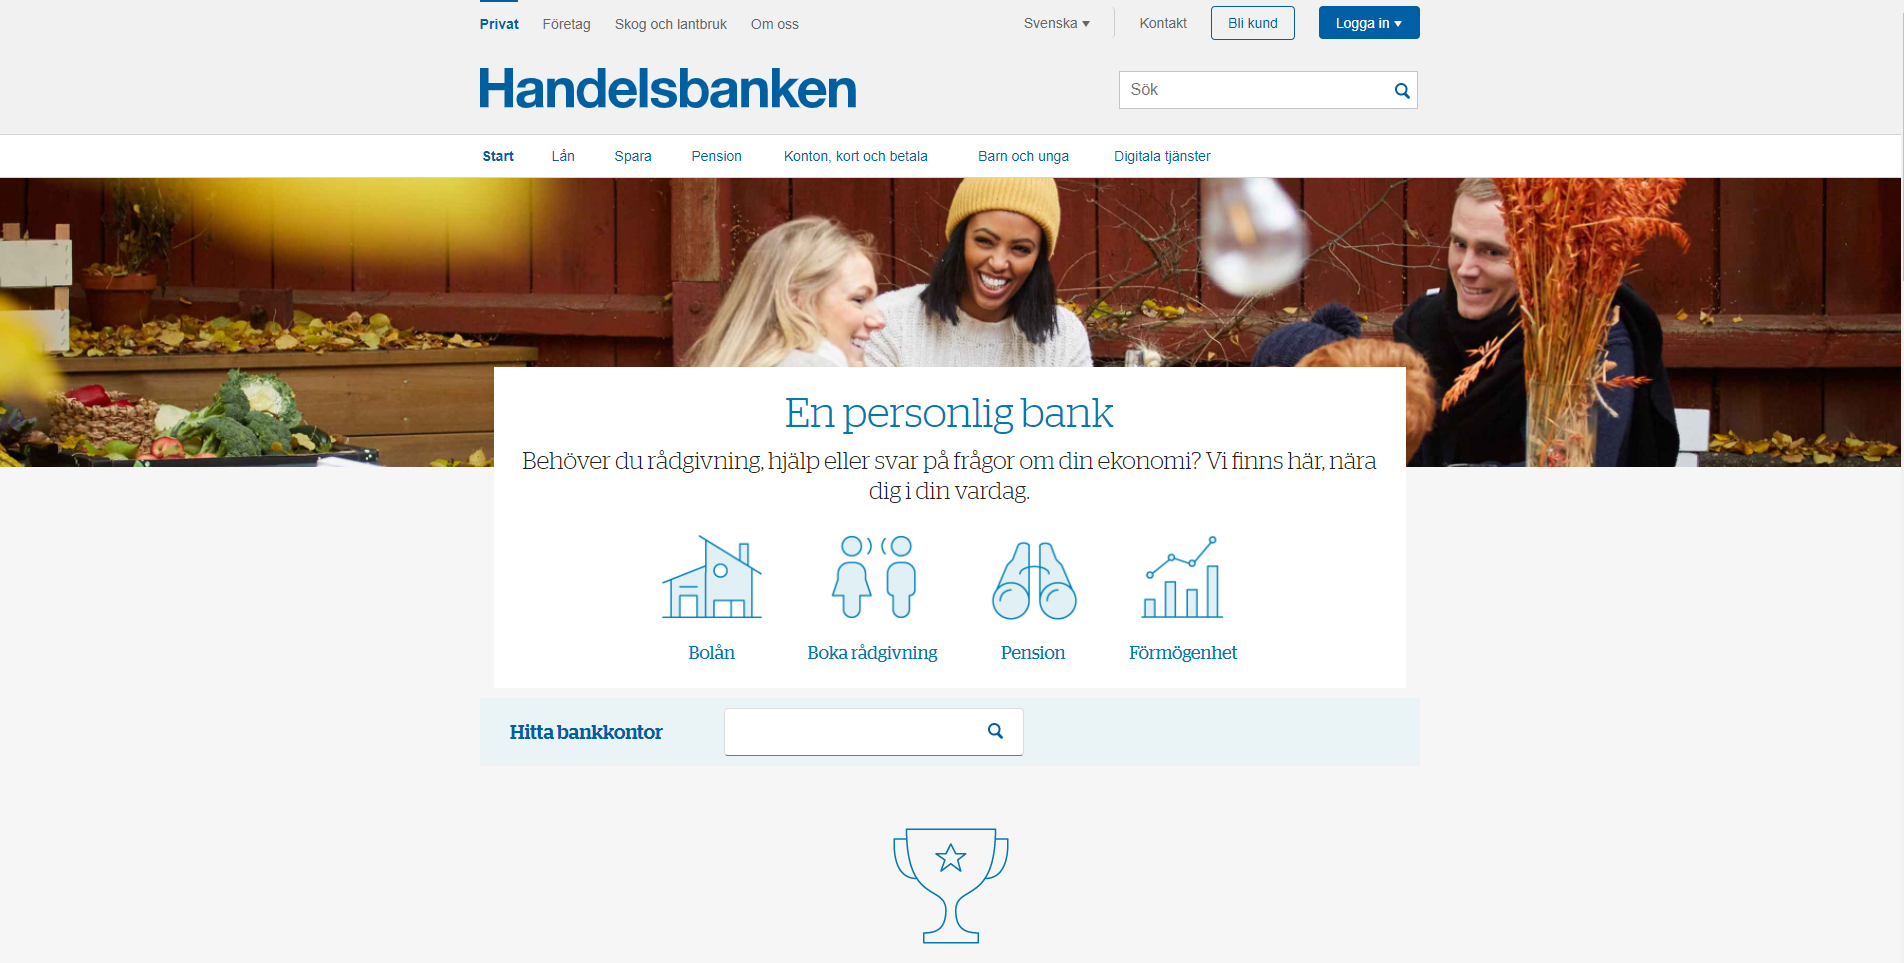 Privat Företag Skog och lantbruk Om oss Svenska Kontakt Bli kund Logga in
Handelsbanken
Sök
Start Lån Spara Pension Konton, kort och betala Barn och unga Digitala tjänster
En personlig bank
Behöver du rådgivning, hjälp eller svar på frågor om din ekonomi? Vi finns här, nära
dig i din vardag.
Bolån Boka rådgivning Pension Förmögenhet
Hitta bankkontor